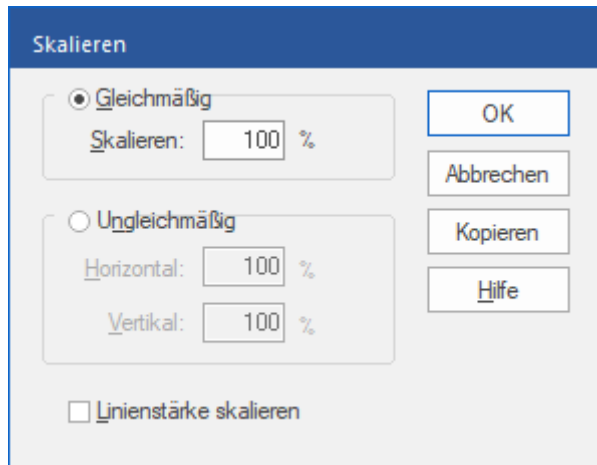 Skalieren
Gleichmäßig
Skalieren: 100 %
Ungleichmäßig
Horizontal: 100 %
Vertikal: 100 %
Linienstärke skalieren
OK
Abbrechen
Kopieren
Hilfe